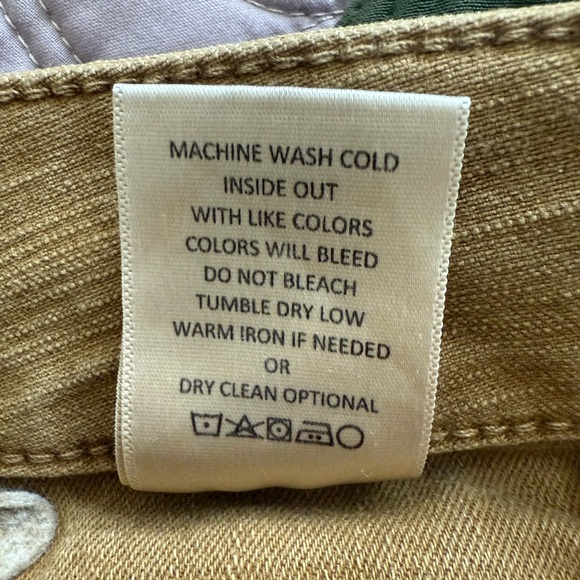 MACHINE WASH COLD
INSIDE OUT
WITH LIKE COLORS
COLORS WILL BLEED
DO NOT BLEACH
TUMBLE DRY LOW
WARM IRON IF NEEDED
OR
DRY CLEAN OPTIONAL